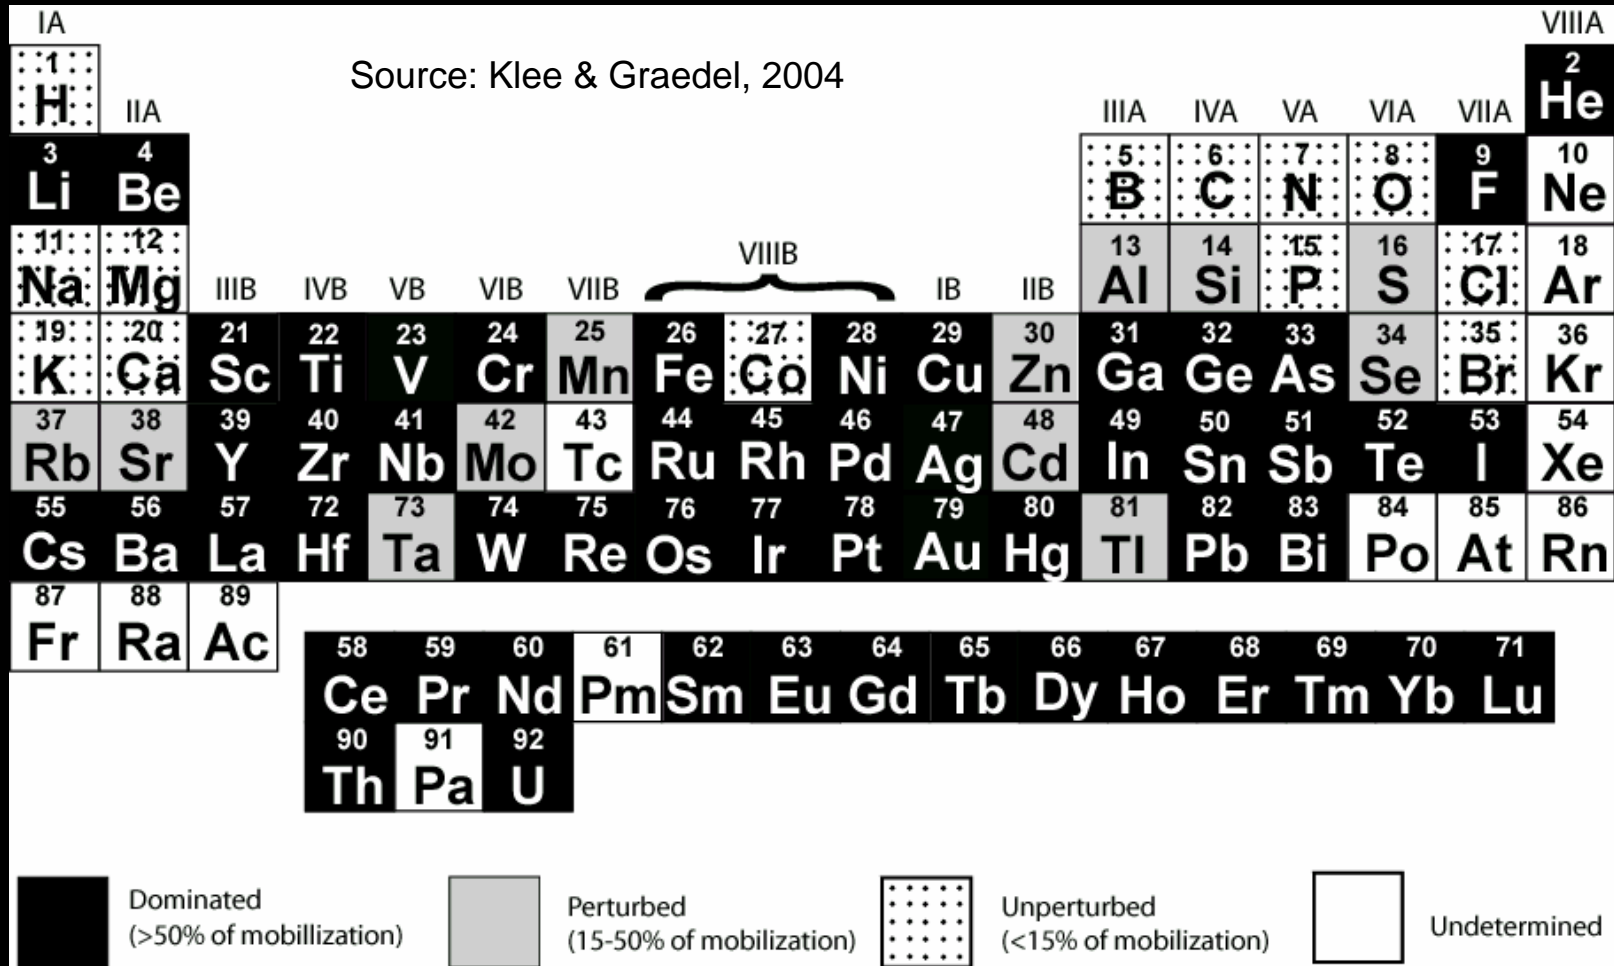 IA VIIIA
1 Source: Klee & Graedel, 2004 2
H IIA IIIA IVA VA VIA VIIA He
3 4 5 6 7 8 9 10
Li Be B C N O F Ne
11 12 VIIIB 13 14 15 16 17 18
Na Mg IIIB IVB VB VIB VIIB IB IIB Al Si P S Cl Ar
19 20 21 22 23 24 25 26 27 28 29 30 31 32 33 34 35 36
K Ca Sc Ti V Cr Mn Fe Co Ni Cu Zn Ga Ge As Se Br Kr
37 38 39 40 41 42 43 44 45 46 47 48 49 50 51 52 53 54
Rb Sr Y Zr Nb Mo Tc Ru Rh Pd Ag Cd In Sn Sb Te I Xe
55 56 57 72 73 74 75 76 77 78 79 80 81 82 83 84 85 86
Cs Ba La Hf Ta W Re Os Ir Pt Au Hg Tl Pb Bi Po At Rn
87 88 89
Fr Ra Ac
58 59 60 61 62 63 64 65 66 67 68 69 70 71
Ce Pr Nd Pm Sm Eu Gd Tb Dy Ho Er Tm Yb Lu
90 91 92
Th Pa U
Dominated
(>50% of mobillization)
Perturbed
(15-50% of mobilization)
Unperturbed
(<15% of mobilization)
Undetermined